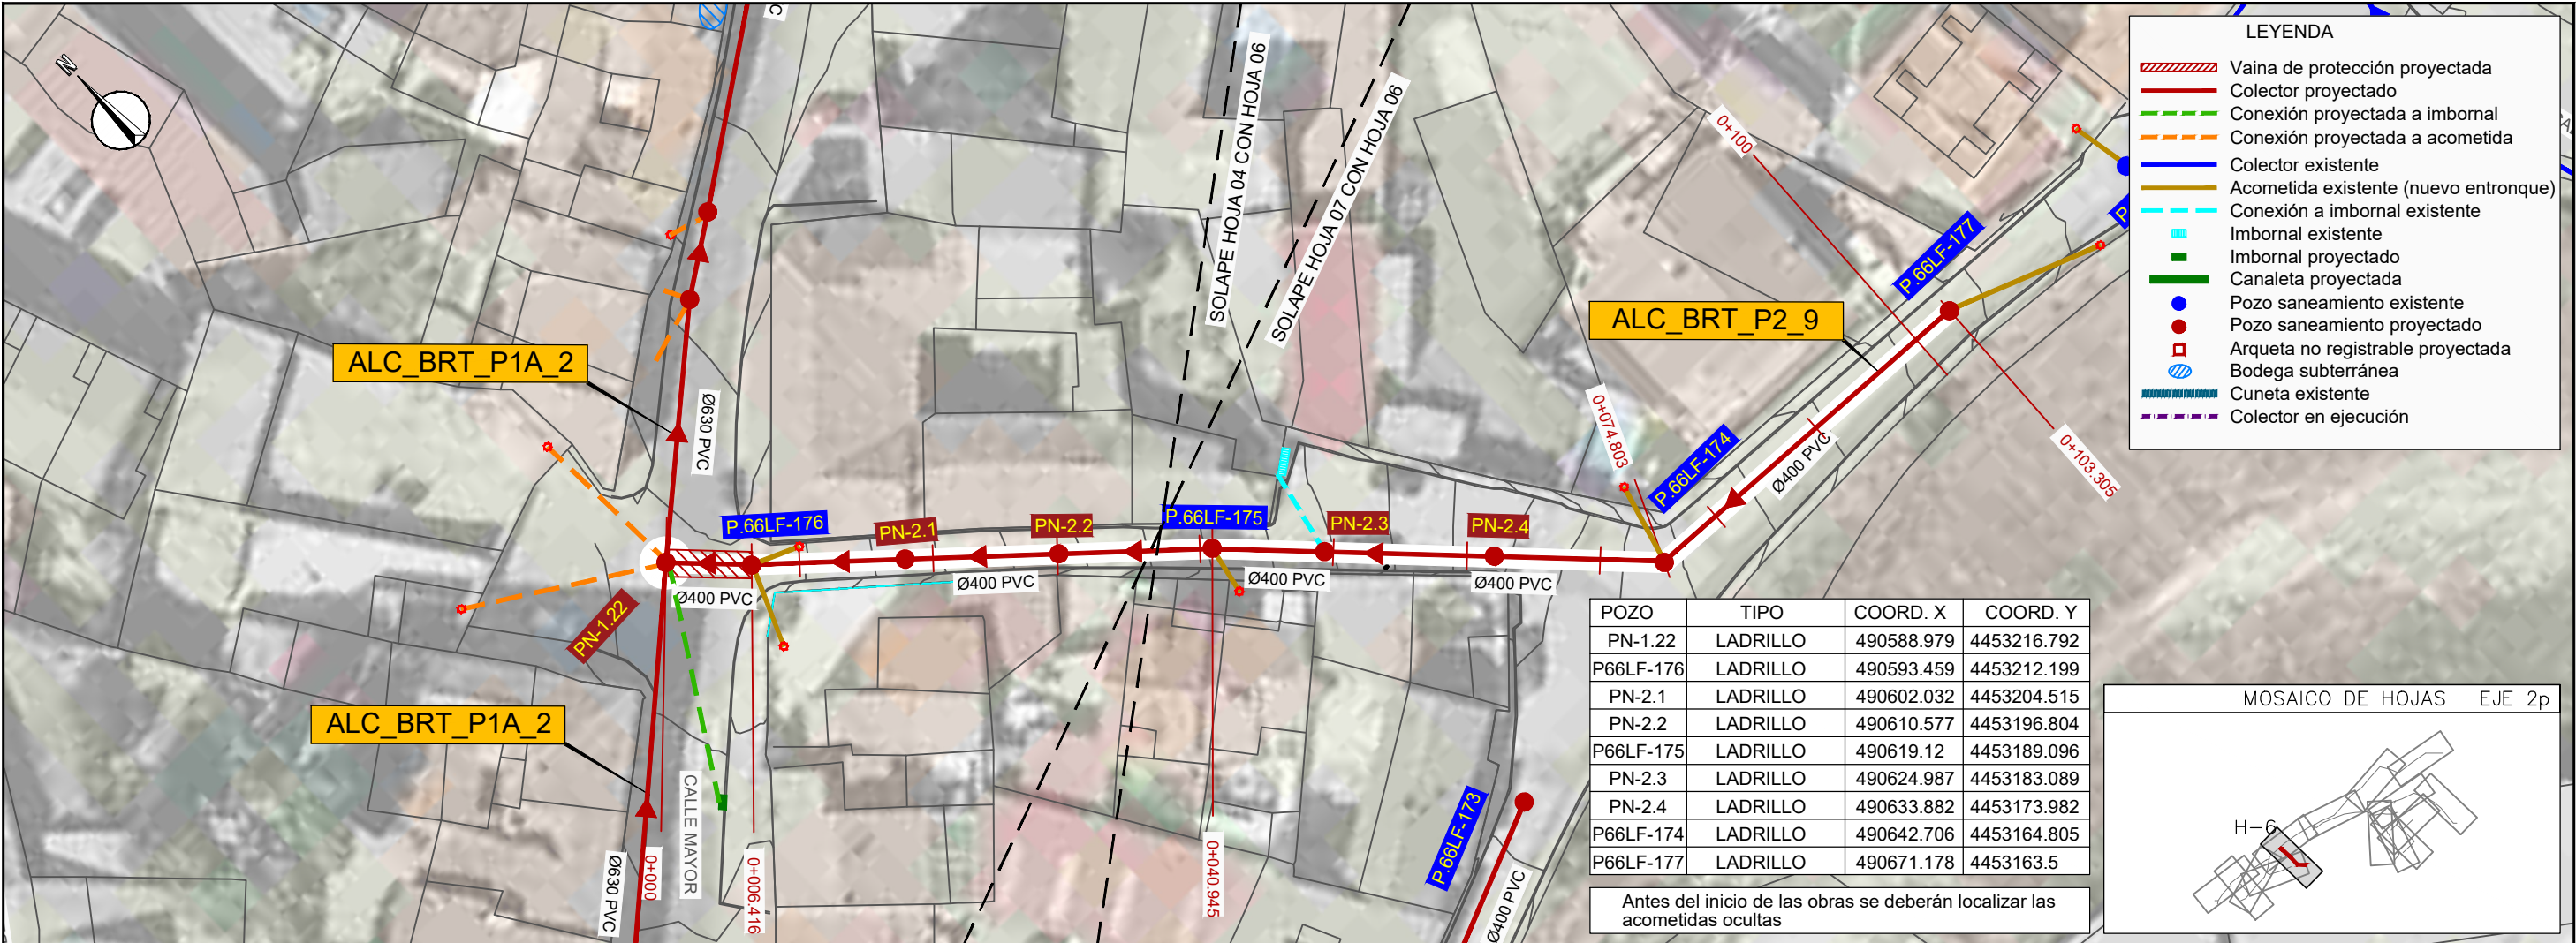 N
C
SOLAPE HOJA 04 CON HOJA 06
SOLAPE HOJA 07 CON HOJA 06
0+100
P.66LF-177
P.
LEYENDA
Vaina de protección proyectada
Colector proyectado
Conexión proyectada a imbornal
Conexión proyectada a acometida
Colector existente
Acometida existente (nuevo entronque)
Conexión a imbornal existente
Imbornal existente
Imbornal proyectado
Canaleta proyectada
Pozo saneamiento existente
Pozo saneamiento proyectado
Arqueta no registrable proyectada
Bodega subterránea
Cuneta existente
Colector en ejecución
ALC_BRT_P1A_2
ALC_BRT_P2_9
Ø630 PVC
0+074.803
P.66LF-174
Ø400 PVC
0+103.305
P.66LF-176
PN-2.1
PN-2.2
P.66LF-175
PN-2.3
PN-2.4
Ø400 PVC
Ø400 PVC
Ø400 PVC
Ø400 PVC
PN-1.22
ALC_BRT_P1A_2
CALLE MAYOR
Ø630 PVC
0+000
0+006.416
0+040.945
P.66LF-173
Ø400 PVC
POZO TIPO COORD. X COORD. Y
PN-1.22 LADRILLO 490588.979 4453216.792
P66LF-176 LADRILLO 490593.459 4453212.199
PN-2.1 LADRILLO 490602.032 4453204.515
PN-2.2 LADRILLO 490610.577 4453196.804
P66LF-175 LADRILLO 490619.12 4453189.096
PN-2.3 LADRILLO 490624.987 4453183.089
PN-2.4 LADRILLO 490633.882 4453173.982
P66LF-174 LADRILLO 490642.706 4453164.805
P66LF-177 LADRILLO 490671.178 4453163.5
Antes del inicio de las obras se deberán localizar las
acometidas ocultas
MOSAICO DE HOJAS EJE 2p
H-6